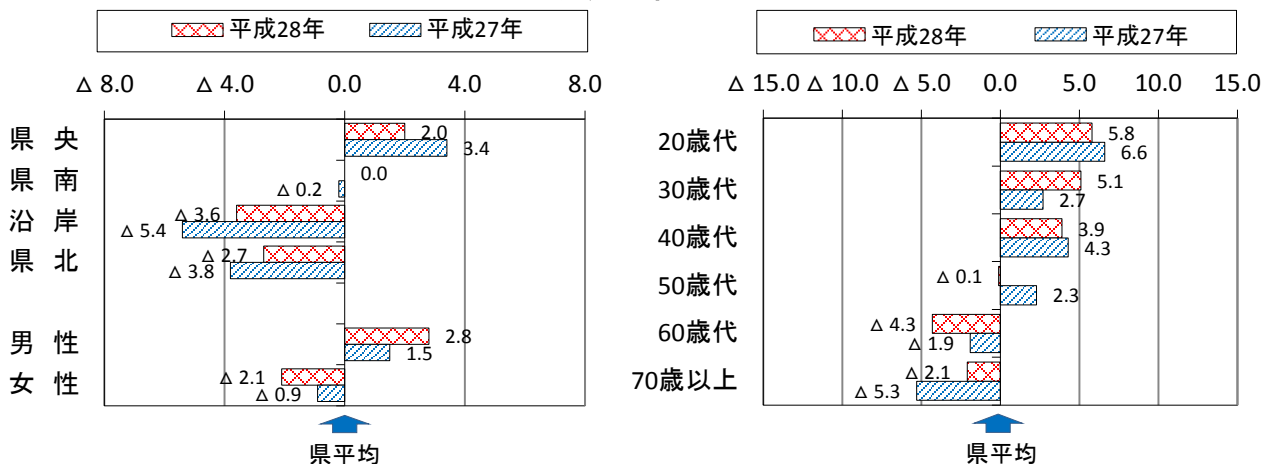 平成28年 平成27年
△ 8.0 △ 4.0 0.0 4.0 8.0
県 央 2.0
3.4
県 南 0.0
△ 0.2
沿 岸 △ 3.6
△ 5.4
県 北 △ 2.7
△ 3.8
男 性 2.8
1.5
女 性 △ 2.1
△ 0.9
県平均
平成28年 平成27年
△ 15.0 △ 10.0 △ 5.0 0.0 5.0 10.0 15.0
20歳代 5.8
6.6
30歳代 5.1
2.7
40歳代 3.9
4.3
50歳代 △ 0.1
2.3
60歳代 △ 4.3
△ 1.9
70歳以上 △ 2.1
△ 5.3
県平均